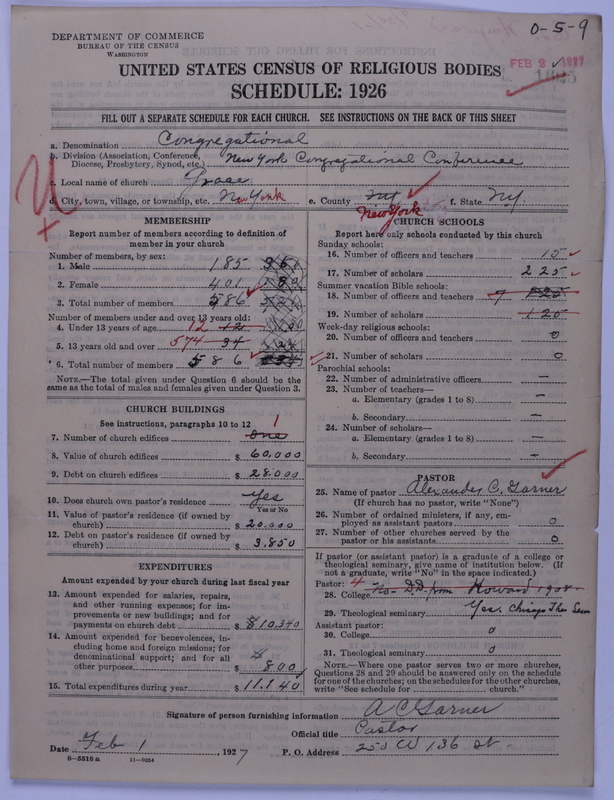 0-5-9
DEPARTMENT OF COMMERCE
BUREAU OF THE CENSUS
WASHINGTON
FEB 2 1927
UNITED STATES CENSUS OF RELIGIOUS BODIES
SCHEDULE: 1926
FILL OUT A SEPARATE SCHEDULE FOR EACH CHURCH. SEE INSTRUCTIONS ON THE BACK OF THIS SHEET
a. Denomination Congregational
b. Division (Association, Conference, Diocese, Presbytery, Synod, etc.) New York Congregational Conference
c. Local name of church Grace
d. City, town, village, or township, etc. New York e. County NY New York f. State NY.
MEMBERSHIP
Report number of members according to definition of
member in your church
Number of members, by sex:
1. Male 185
2. Female 401
3. Total number of members 586
Number of members under and over 13 years old:
4. Under 13 years of age 12 12
5. 13 years old and over 574 34
*6. Total number of members 586
NOTE.—The total given under Question 6 should be
same as the total of males and females given under Question 3.
CHURCH BUILDINGS
See instructions, paragraphs 10 to 12
7. Number of church edifices one 1
8. Value of church edifices $ 60,000
9. Debt on church edifices $ 28.000
10. Does church own pastor's residence? Yes
Yes or No
11. Value of pastor's residence (if owned by
church) $ 20.000
12. Debt on pastor's residence (if owned by
church) $ 3,850
EXPENDITURES
Amount expended by your church during last fiscal year
13. Amount expended for salaries, repairs,
and other running expenses; for improvements or new buildings; and for
payments on church debt $ 10,340
14. Amount expended for benevolences, including home and foreign missions; for
denominational support; and for all
other purposes $ 800
15. Total expenditures during year $ 11.140
CHURCH SCHOOLS
Report here only schools conducted by this church
Sunday schools:
16. Number of officers and teachers 15
17. Number of scholars 225
Summer vacation Bible schools:
18. Number of officers and teachers 9
19. Number of scholars 125
Week-day religious schools:
20. Number of officers and teachers 0
21. Number of scholars 0
Parochial schools:
22. Number of administrative officers —
23. Number of teachers—
a. Elementary (grades 1 to 8) —
b. Secondary —
24. Number of scholars—
a. Elementary (grades 1 to 8) —
b. Secondary —
PASTOR
25. Name of pastor Alexander C. Garner
(If church has no pastor, write "None")
26. Number of ordained ministers, if any, employed as assistant pastors 0
27. Number of other churches served by the
pastor or his assistants 0
If pastor (or assistant pastor) is a graduate of a college or
theological seminary, give name of institution below. (If
not a graduate, write "No" in the space indicated.)
Pastor: 4
28. College No - D.D. from Howard 1908
29. Theological seminary Yes. Chicago Theo Sem
Assistant pastor:
30. College 0
31. Theological seminary 0
NOTE.—Where one pastor serves two or more churches,
Questions 28 and 29 should be answered only on the schedule
for one of the churches; on the schedules for the other churches,
write "See schedule for church."
Signature of person furnishing information A C Garner
Official title Pastor
Date Feb 1, 1927 P. O. Address 250 W 136 St.
8—5516 a 11—9054